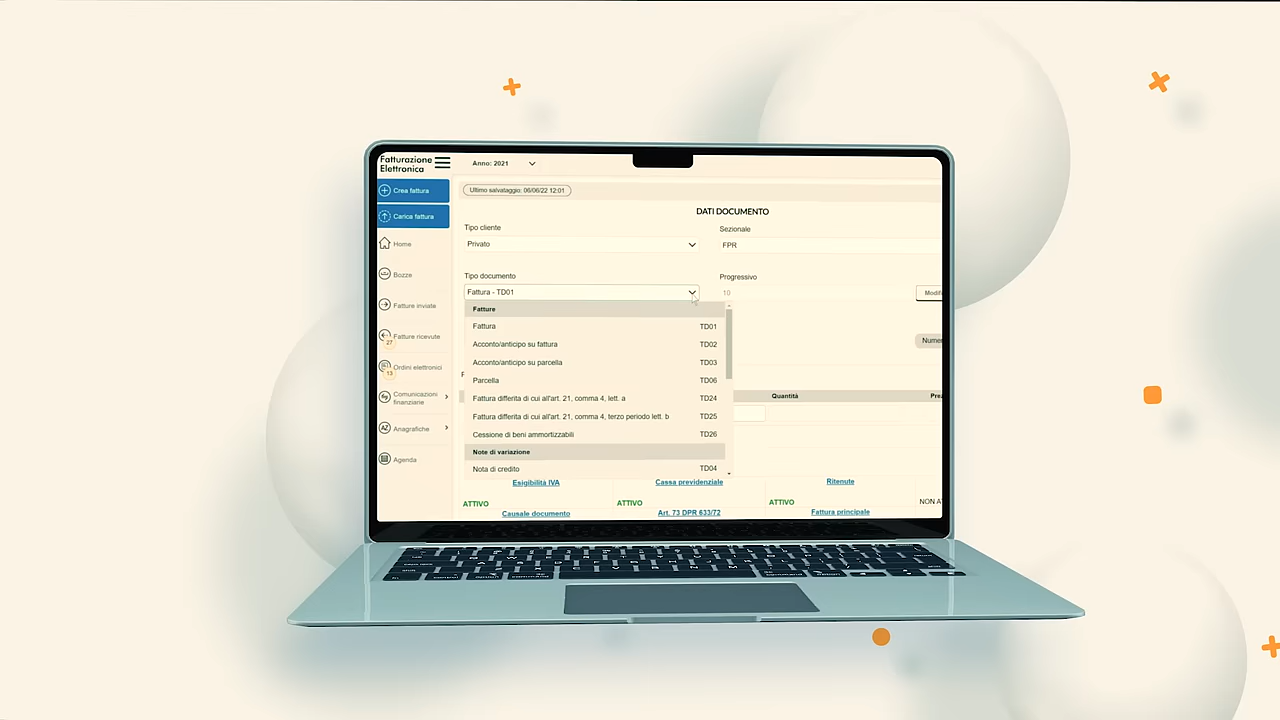 Fatturazione
Elettronica
Anno: 2021
Crea fattura
Carica fattura
Home
Bozze
Fatture inviate
Fatture ricevute
27
Ordini elettronici
13
Comunicazioni
finanziarie
Anagrafiche
Agenda
Ultimo salvataggio: 06/06/22 12:01
DATI DOCUMENTO
Tipo cliente
Sezionale
Privato
FPR
Tipo documento
Progressivo
Fattura - TD01
10
Fatture
Fattura TD01
Acconto/anticipo su fattura TD02
Acconto/anticipo su parcella TD03
Parcella TD06
Fattura differita di cui all'art. 21, comma 4, lett. a TD24
Fattura differita di cui all'art. 21, comma 4, terzo periodo lett. b TD25
Cessione di beni ammortizzabili TD26
Note di variazione
Nota di credito TD04
Quantità
Esigibilità IVA
Cassa previdenziale
Ritenute
ATTIVO
ATTIVO
ATTIVO
NON
Causale documento
Art. 73 DPR 633/72
Fattura principale